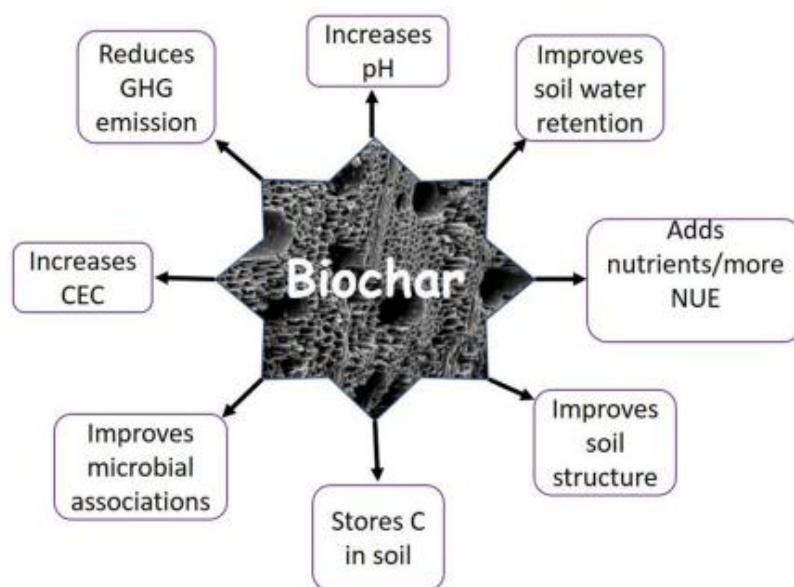 Increases
pH
Reduces
GHG
emission
Improves
soil water
retention
Increases
CEC
Biochar
Adds
nutrients/more
NUE
Improves
microbial
associations
Improves
soil
structure
Stores C
in soil